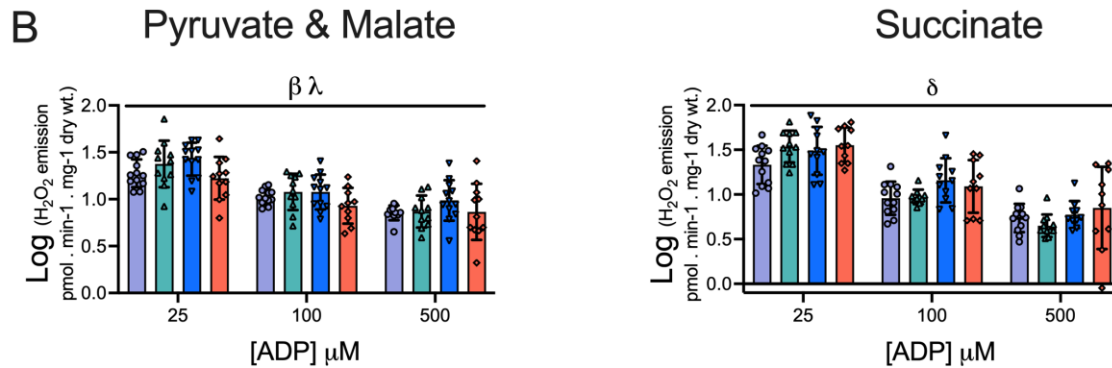 B
Pyruvate & Malate
β λ
Log (H₂O₂ emission
pmol . min-1 . mg-1 dry wt.)
2.0
1.5
1.0
0.5
0.0
25 100 500
[ADP] μM
Succinate
δ
Log (H₂O₂ emission
pmol . min-1 . mg-1 dry wt.)
2.0
1.5
1.0
0.5
0.0
25 100 500
[ADP] μM